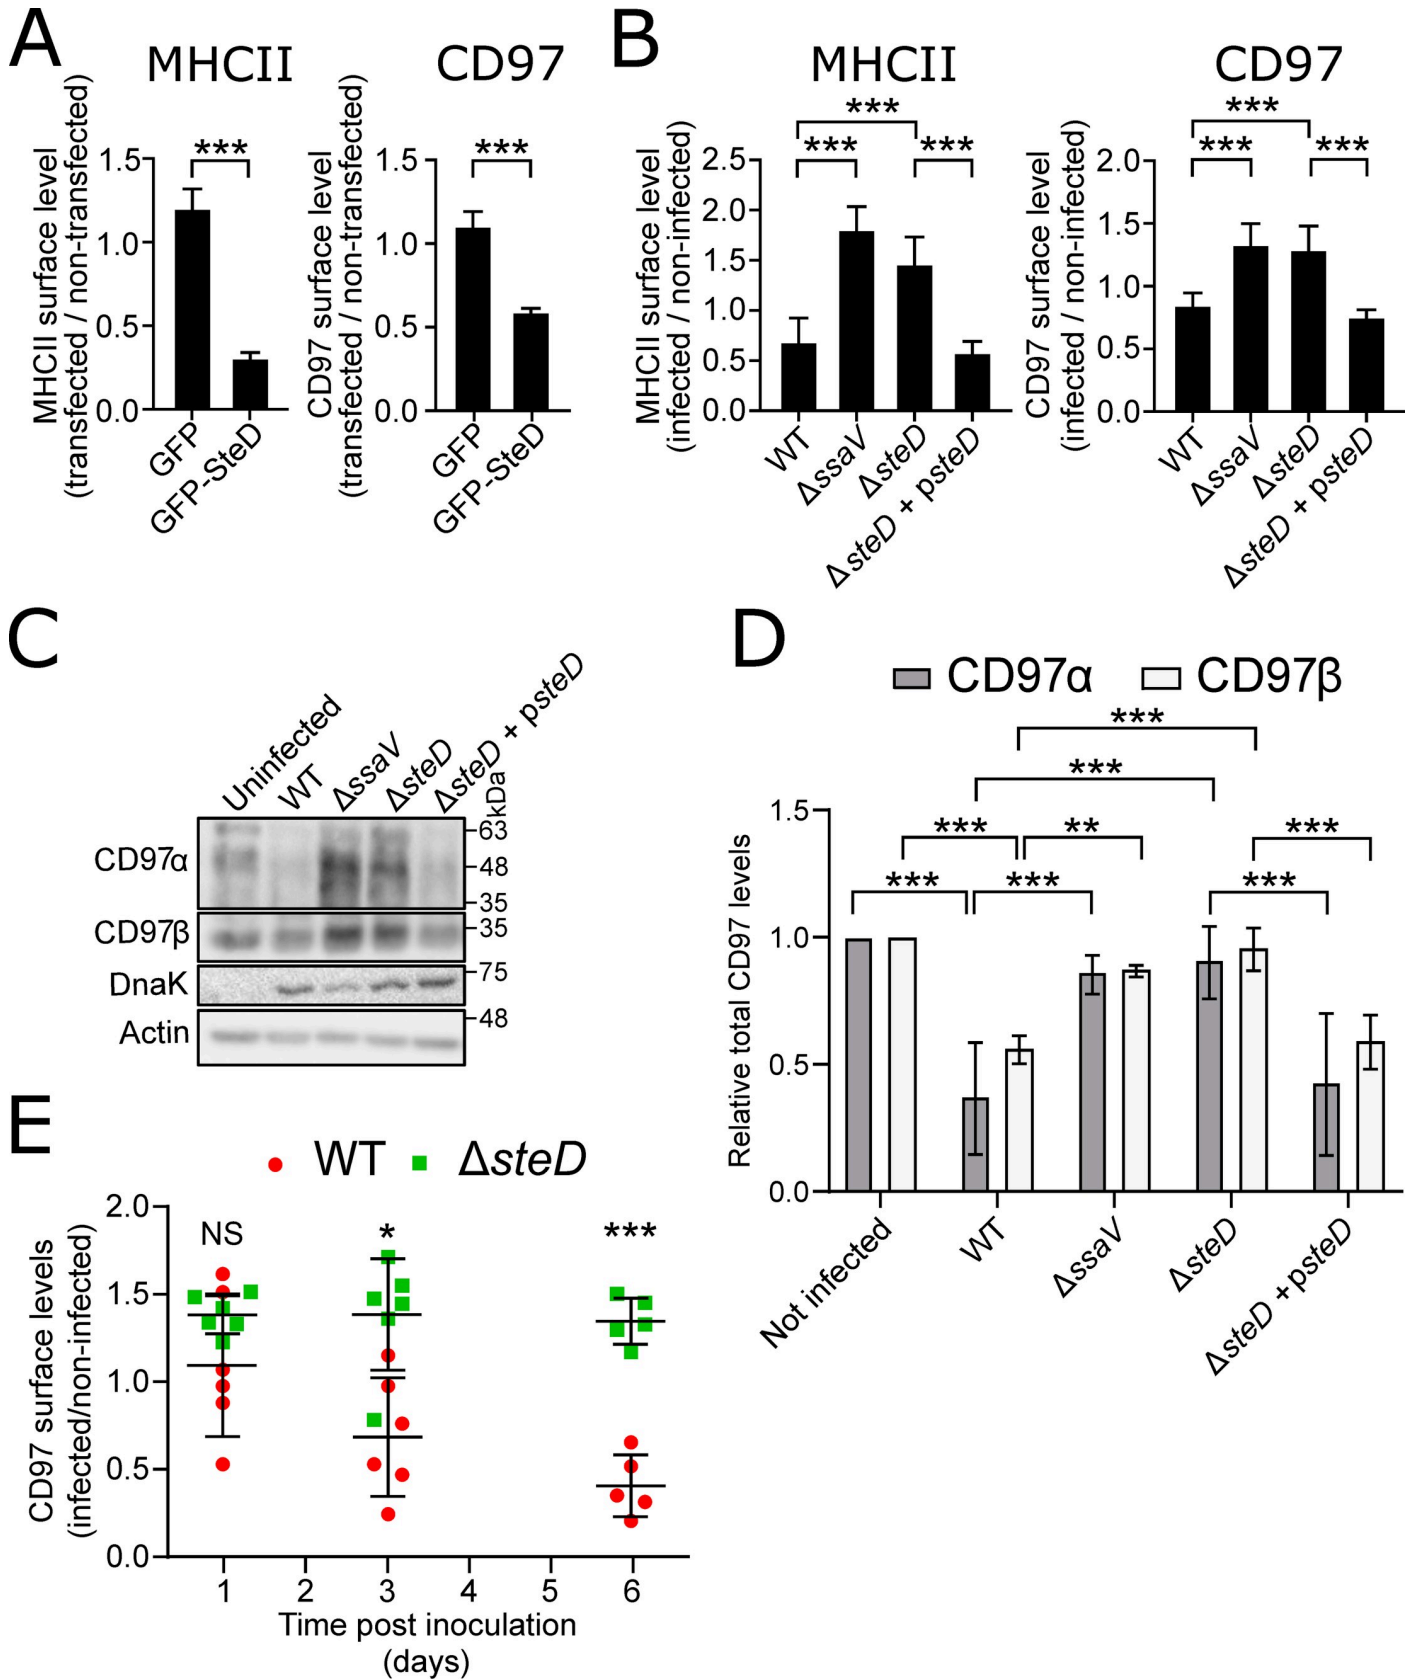 A
MHCII
CD97
MHCII surface level
(transfected / non-transfected)
1.5
1.0
0.5
0.0
***
GFP
GFP-SteD
CD97 surface level
(transfected / non-transfected)
1.5
1.0
0.5
0.0
***
GFP
GFP-SteD
B
MHCII
CD97
MHCII surface level
(infected / non-infected)
2.5
2.0
1.5
1.0
0.5
0.0
***
*** ***
WT
ΔssaV
ΔsteD
ΔsteD + psteD
CD97 surface level
(infected / non-infected)
2.0
1.5
1.0
0.5
0.0
***
*** ***
WT
ΔssaV
ΔsteD
ΔsteD + psteD
C
Uninfected
WT
ΔssaV
ΔsteD
ΔsteD + psteD
kDa
CD97α
63
48
35
CD97β
35
DnaK
75
Actin
48
D
CD97α CD97β
Relative total CD97 levels
1.5
1.0
0.5
0.0
***
***
*** ** ***
*** *** ***
Not infected
WT
ΔssaV
ΔsteD
ΔsteD +psteD
E
WT ΔsteD
CD97 surface levels
(infected/non-infected)
2.0
1.5
1.0
0.5
0.0
NS * ***
1 2 3 4 5 6
Time post inoculation
(days)